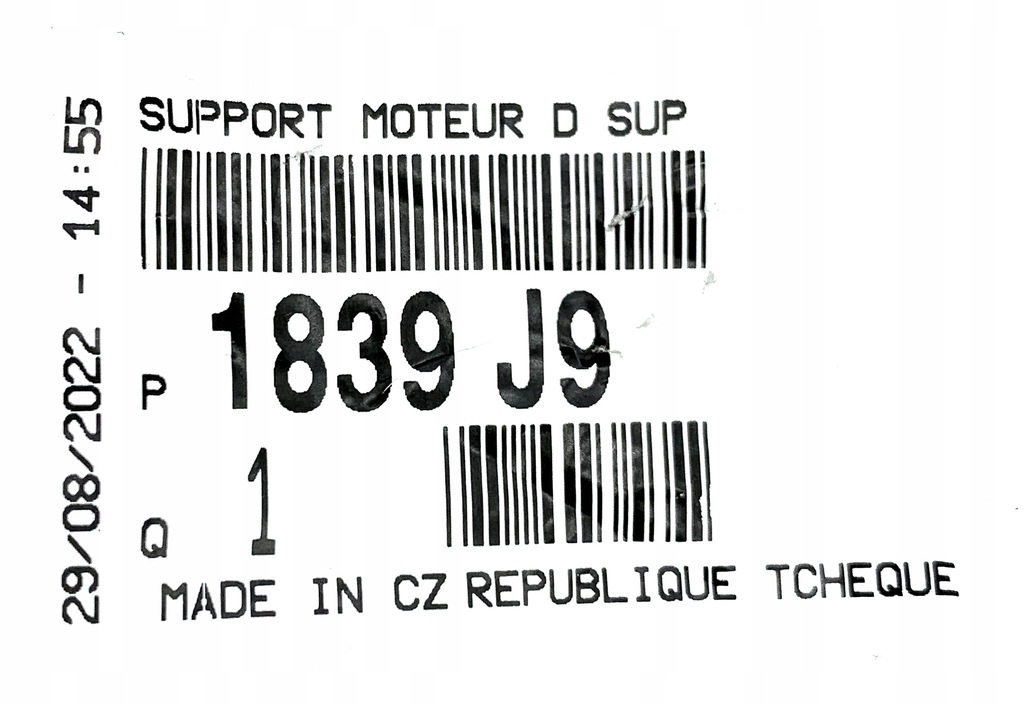 SUPPORT MOTEUR D SUP
P 1839 J9
Q 1
MADE IN CZ REPUBLIQUE TCHEQUE
29/08/2022 - 14:55